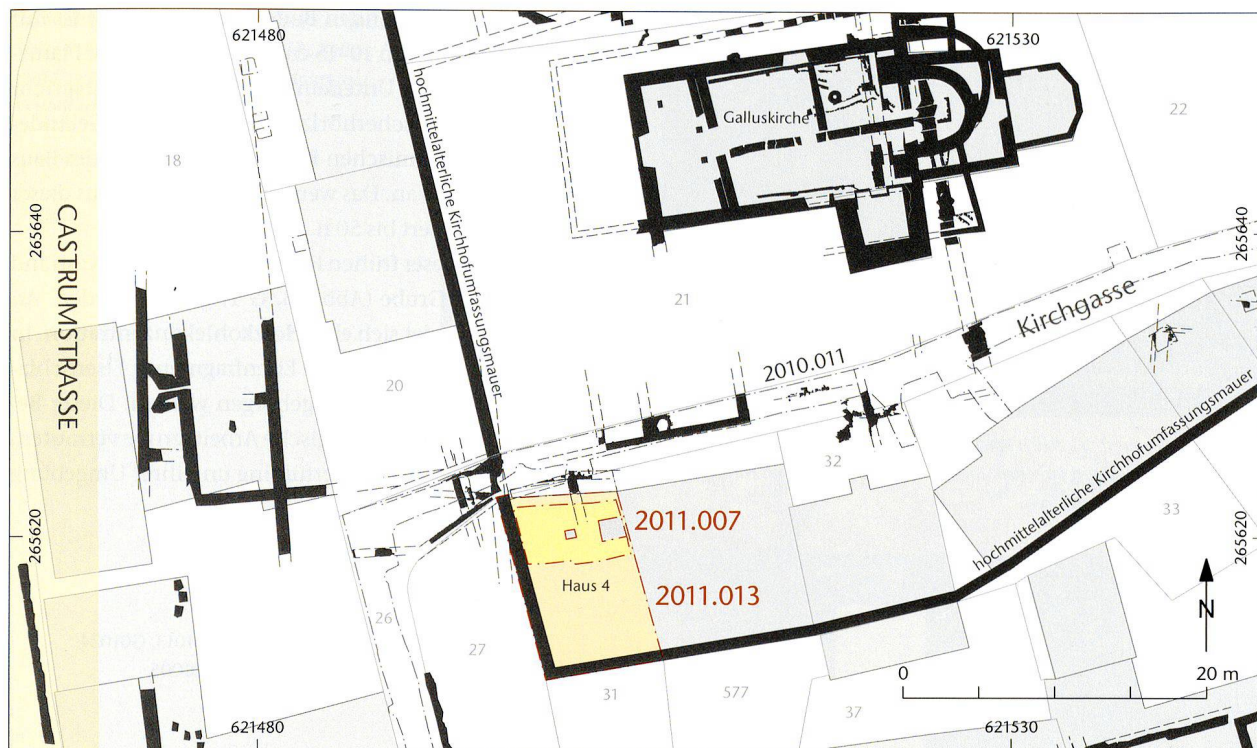 621480
621530
hochmittelalterliche Kirchhofumfassungsmauer
Galluskirche
22
18
CASTRUMSTRASSE
265640
265640
21
Kirchgasse
2010.011
20
32
hochmittelalterliche Kirchhofumfassungsmauer
33
265620
265620
2011.007
Haus 4
2011.013
26
27
N
0
20 m
31
577
37
621480
621530